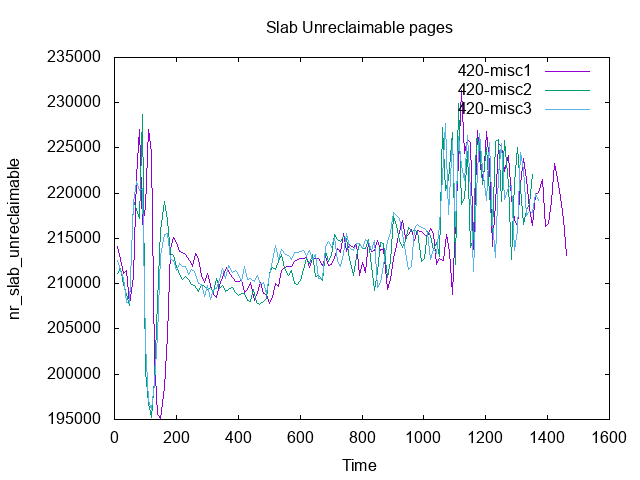 Slab Unreclaimable pages
235000
230000
225000
220000
215000
210000
205000
200000
195000
nr_slab_unreclaimable
420-misc1
420-misc2
420-misc3
0 200 400 600 800 1000 1200 1400 1600
Time